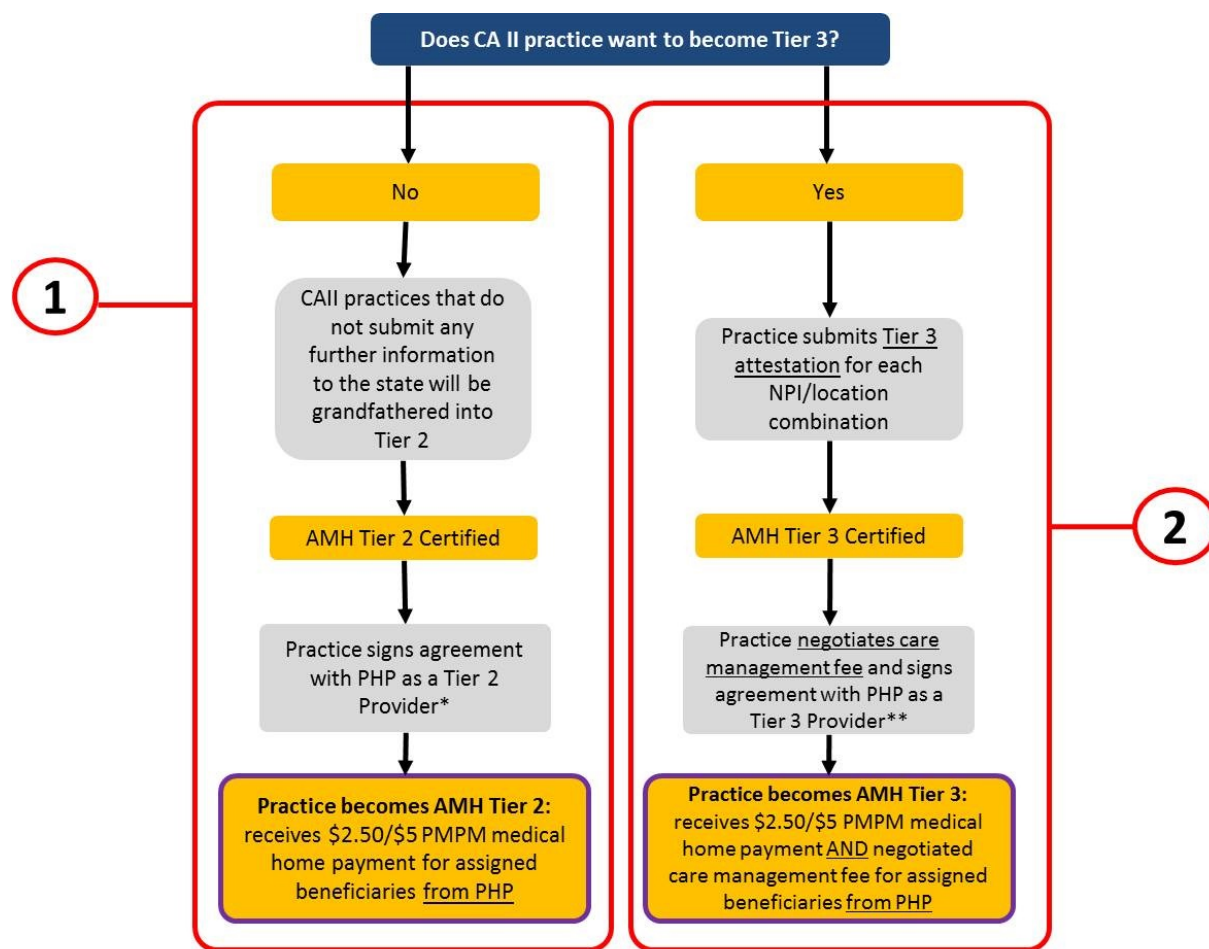 Does CA II practice want to become Tier 3?
1
No
CAII practices that do
not submit any
further information
to the state will be
grandfathered into
Tier 2
AMH Tier 2 Certified
Practice signs agreement
with PHP as a Tier 2
Provider*
Practice becomes AMH Tier 2:
receives $2.50/$5 PMPM medical
home payment for assigned
beneficiaries from PHP
Yes
Practice submits Tier 3
attestation for each
NPI/location
combination
AMH Tier 3 Certified
Practice negotiates care
management fee and signs
agreement with PHP as a
Tier 3 Provider**
Practice becomes AMH Tier 3:
receives $2.50/$5 PMPM medical
home payment AND negotiated
care management fee for assigned
beneficiaries from PHP
2